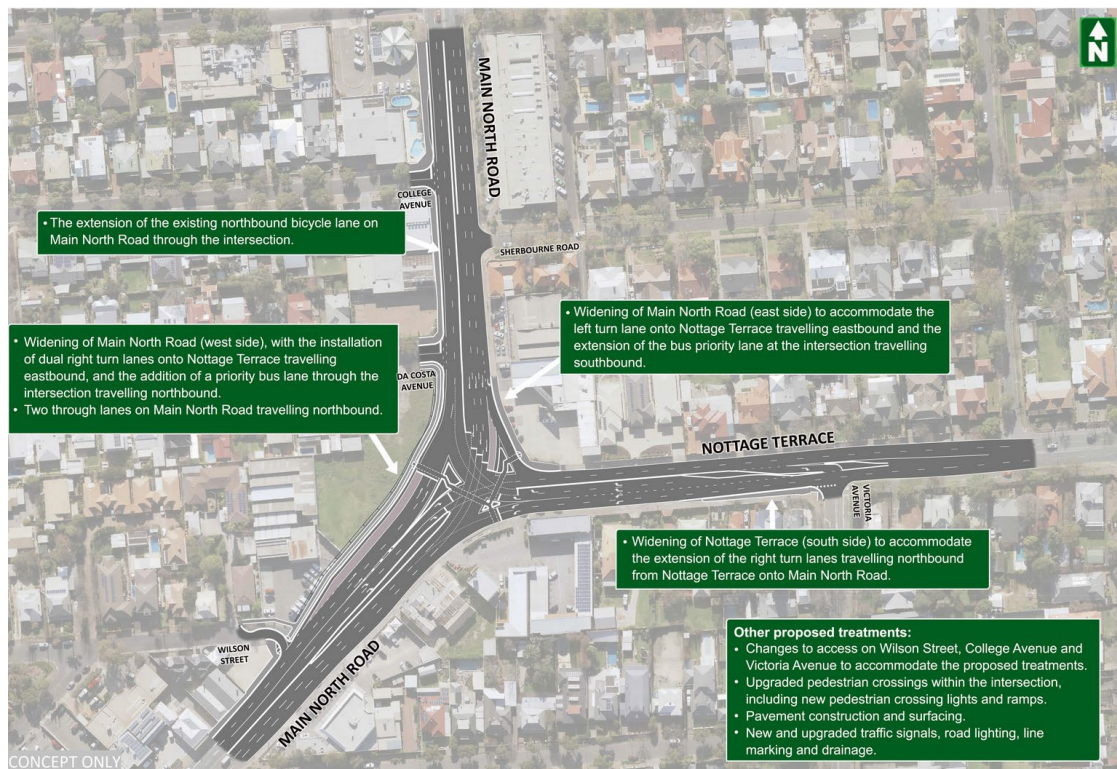 N
MAIN NORTH ROAD
COLLEGE
AVENUE
• The extension of the existing northbound bicycle lane on
Main North Road through the intersection.
SHERBOURNE ROAD
• Widening of Main North Road (east side) to accommodate the
left turn lane onto Nottage Terrace travelling eastbound and the
extension of the bus priority lane at the intersection travelling
southbound.
• Widening of Main North Road (west side), with the installation
of dual right turn lanes onto Nottage Terrace travelling
eastbound, and the addition of a priority bus lane through the
intersection travelling northbound.
• Two through lanes on Main North Road travelling northbound.
DA COSTA
AVENUE
NOTTAGE TERRACE
VICTORIA
AVENUE
• Widening of Nottage Terrace (south side) to accommodate
the extension of the right turn lanes travelling northbound
from Nottage Terrace onto Main North Road.
WILSON
STREET
MAIN NORTH ROAD
Other proposed treatments:
• Changes to access on Wilson Street, College Avenue and
Victoria Avenue to accommodate the proposed treatments.
• Upgraded pedestrian crossings within the intersection,
including new pedestrian crossing lights and ramps.
• Pavement construction and surfacing.
• New and upgraded traffic signals, road lighting, line
marking and drainage.
CONCEPT ONLY